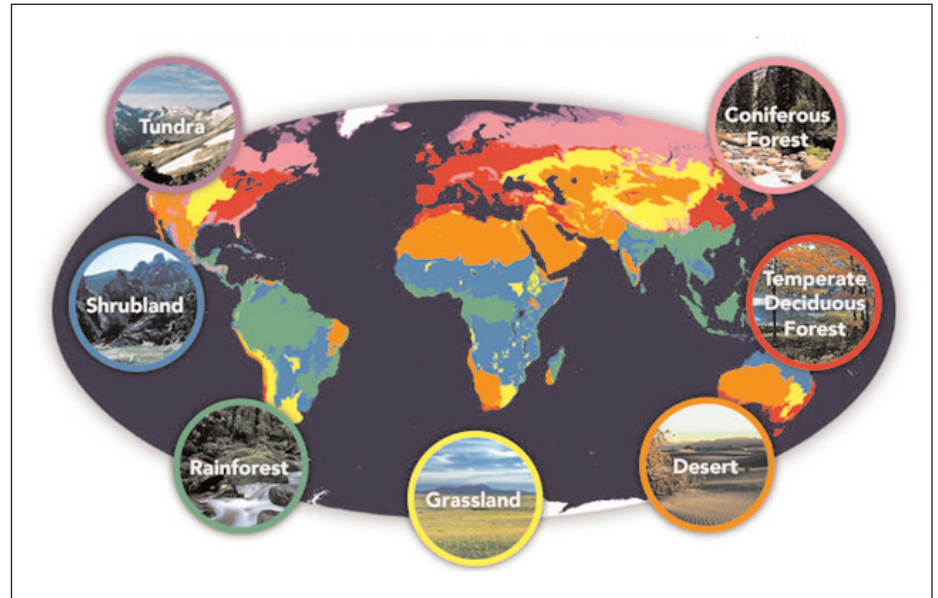 Tundra
Coniferous
Forest
Shrubland
Temperate
Deciduous
Forest
Rainforest
Grassland
Desert